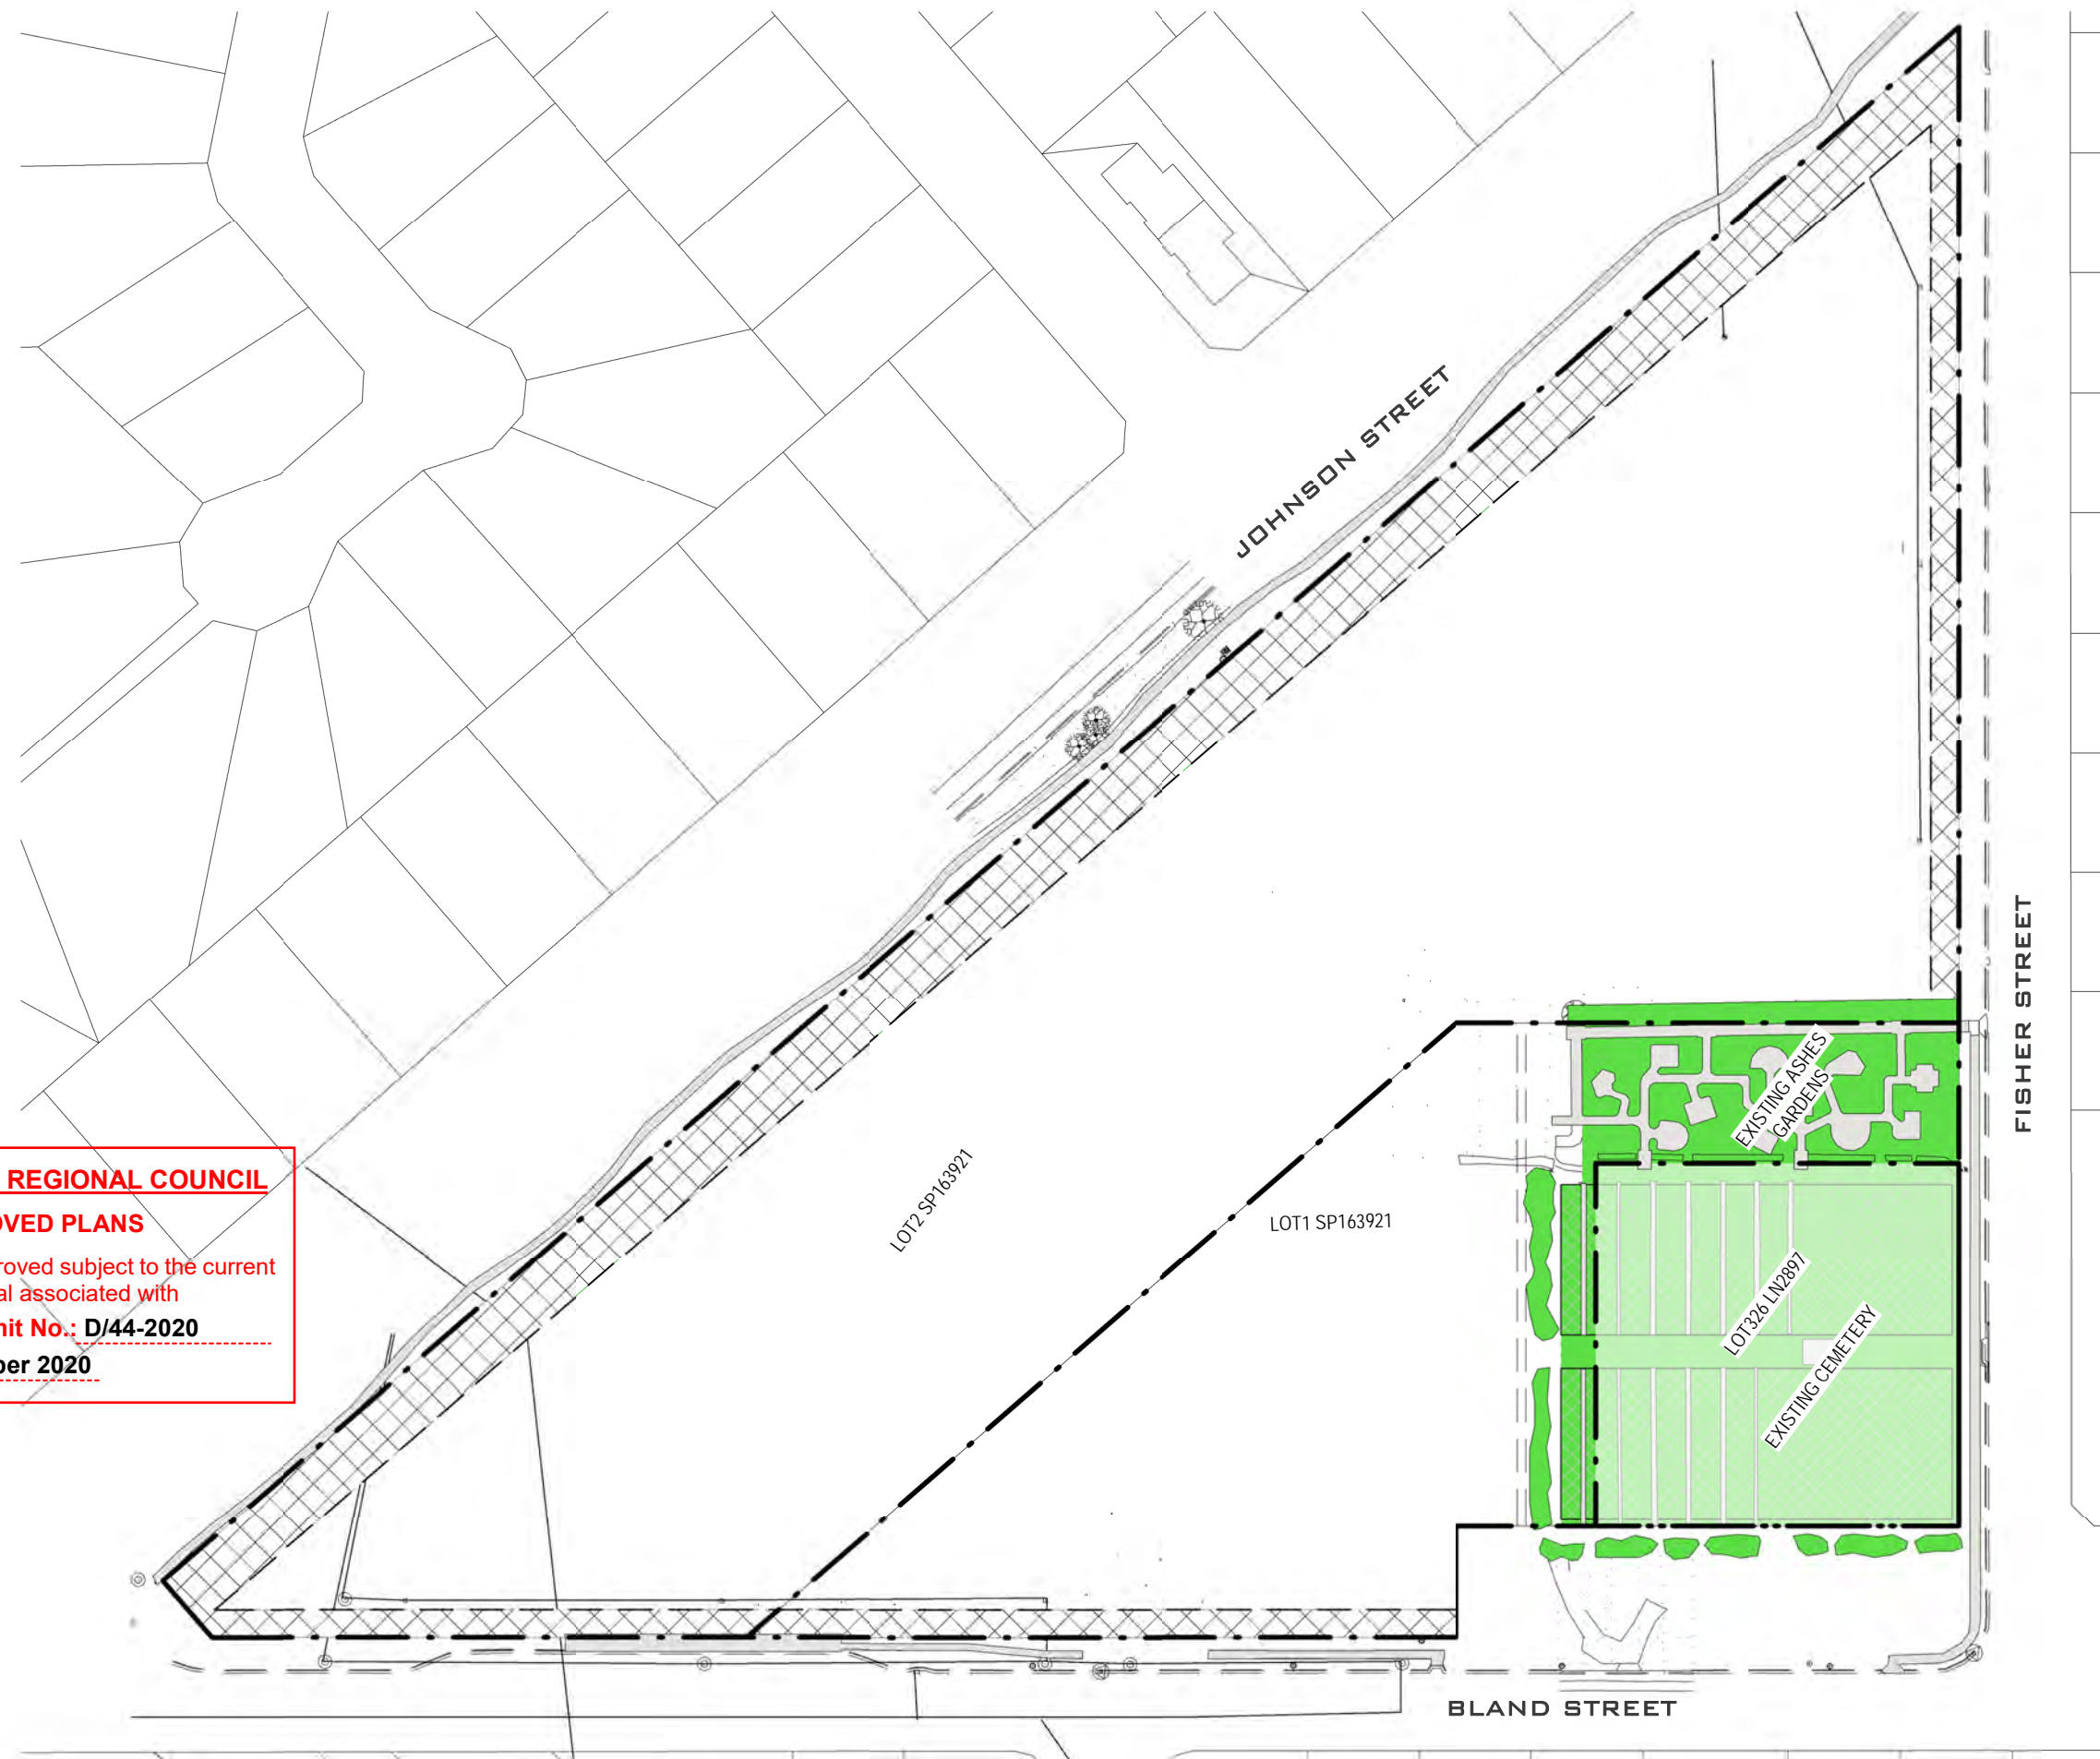 JOHNSON STREET
FISHER STREET
EXISTING ASHES
GARDENS
REGIONAL COUNCIL
OVED PLANS
roved subject to the current
al associated with
nit No.: D/44-2020
ber 2020
LOT2 SP163921
LOT1 SP163921
LOT326 LN2897
EXISTING CEMETERY
BLAND STREET